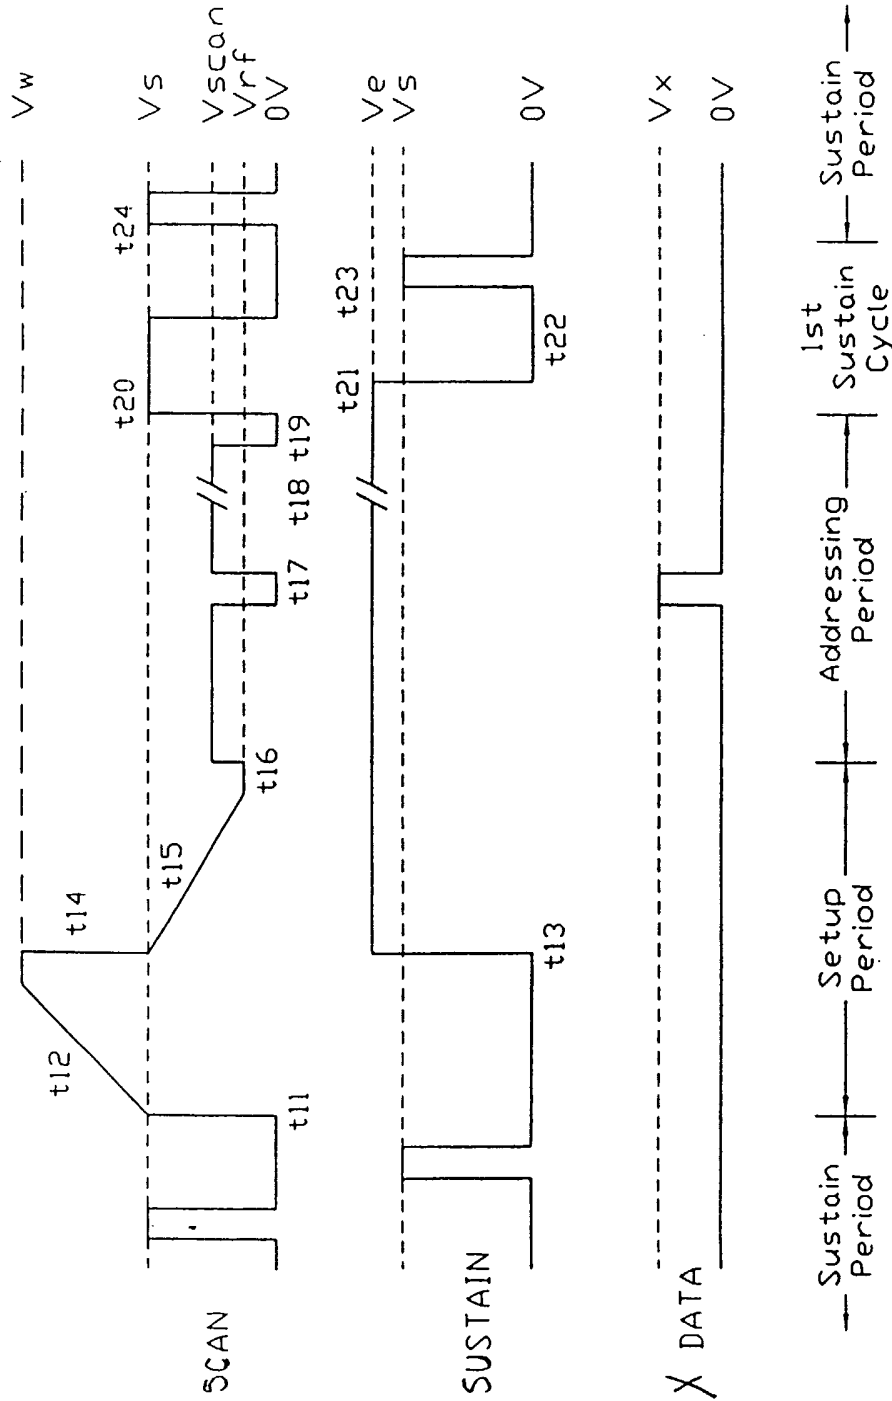 Vw
Vs
Vscan
Vrf
0V
t11
t12
t14
t15
t16
t17
t18
t19
t20
t24
SCAN
Ve
Vs
0V
t13
t21
t22
t23
SUSTAIN
Vx
0V
X DATA
Sustain
Period
Setup
Period
Addressing
Period
1st
Sustain
Cycle
Sustain
Period